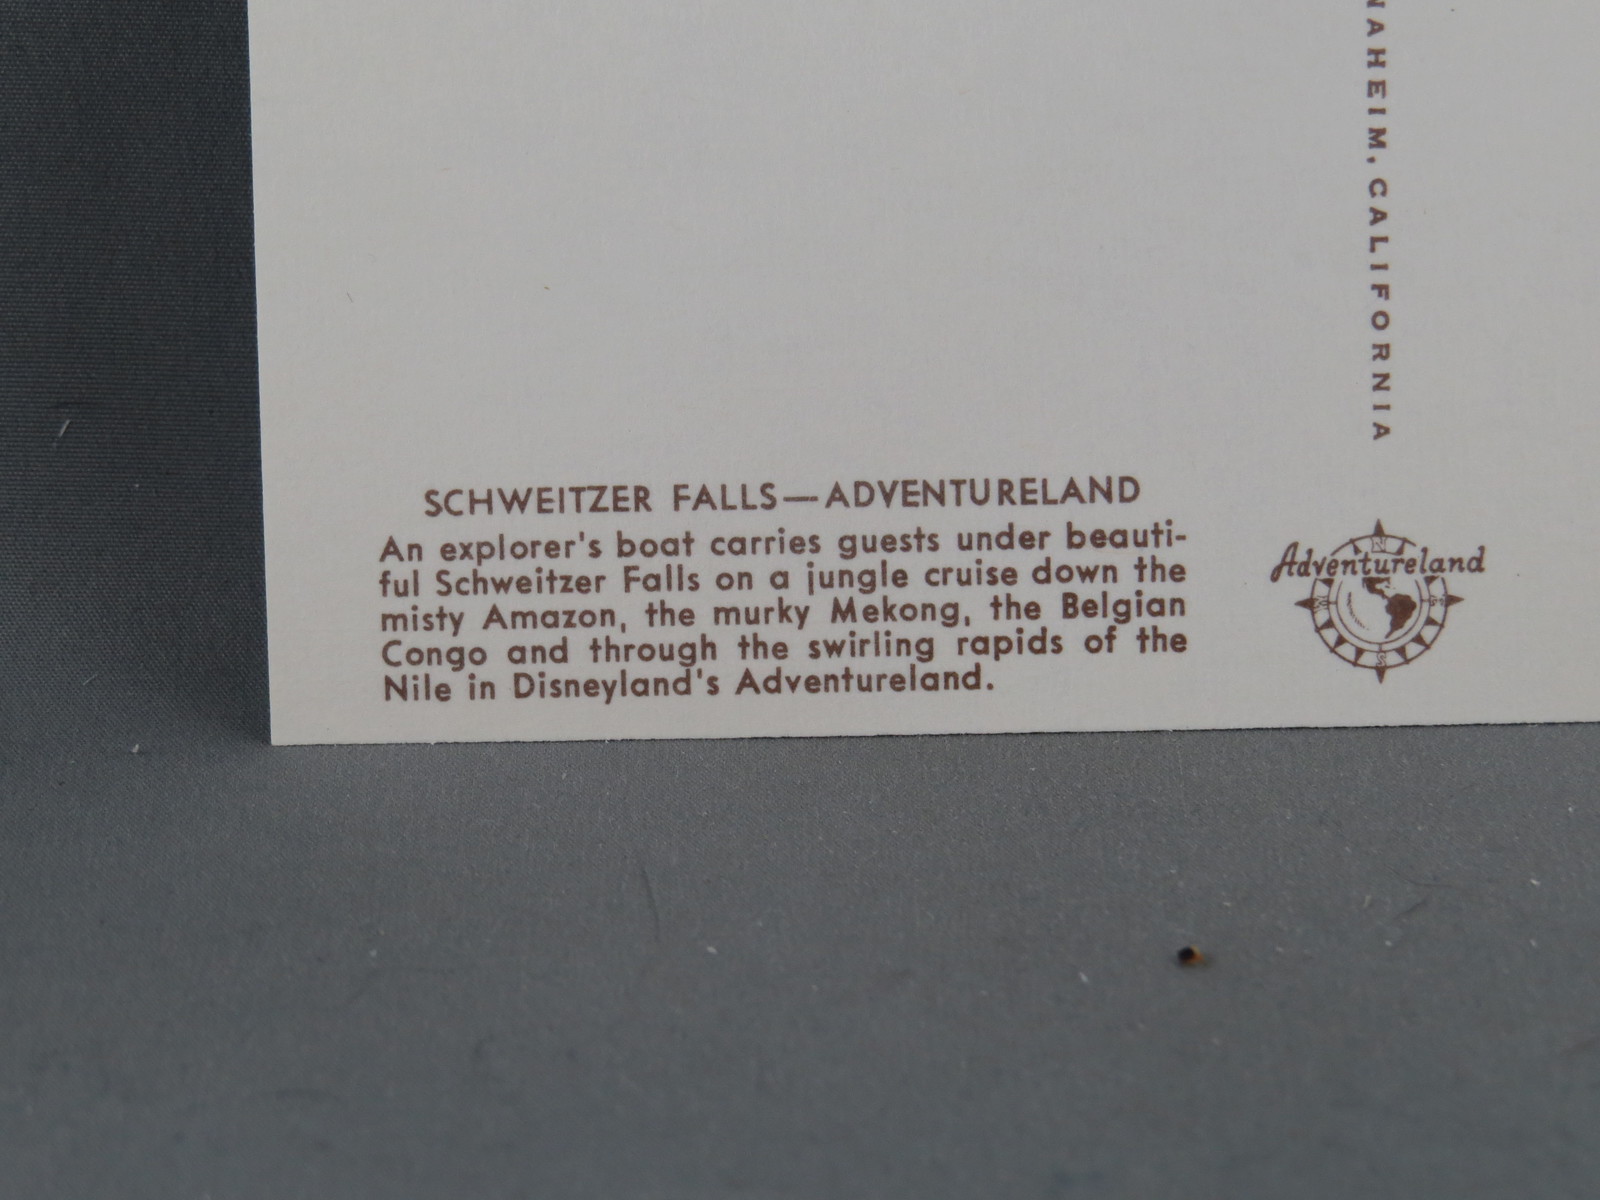 NAHEIM, CALIFORNIA
SCHWEITZER FALLS—ADVENTURELAND
An explorer's boat carries guests under beauti-
ful Schweitzer Falls on a jungle cruise down the
misty Amazon, the murky Mekong, the Belgian
Congo and through the swirling rapids of the
Nile in Disneyland's Adventureland.
N
Adventureland